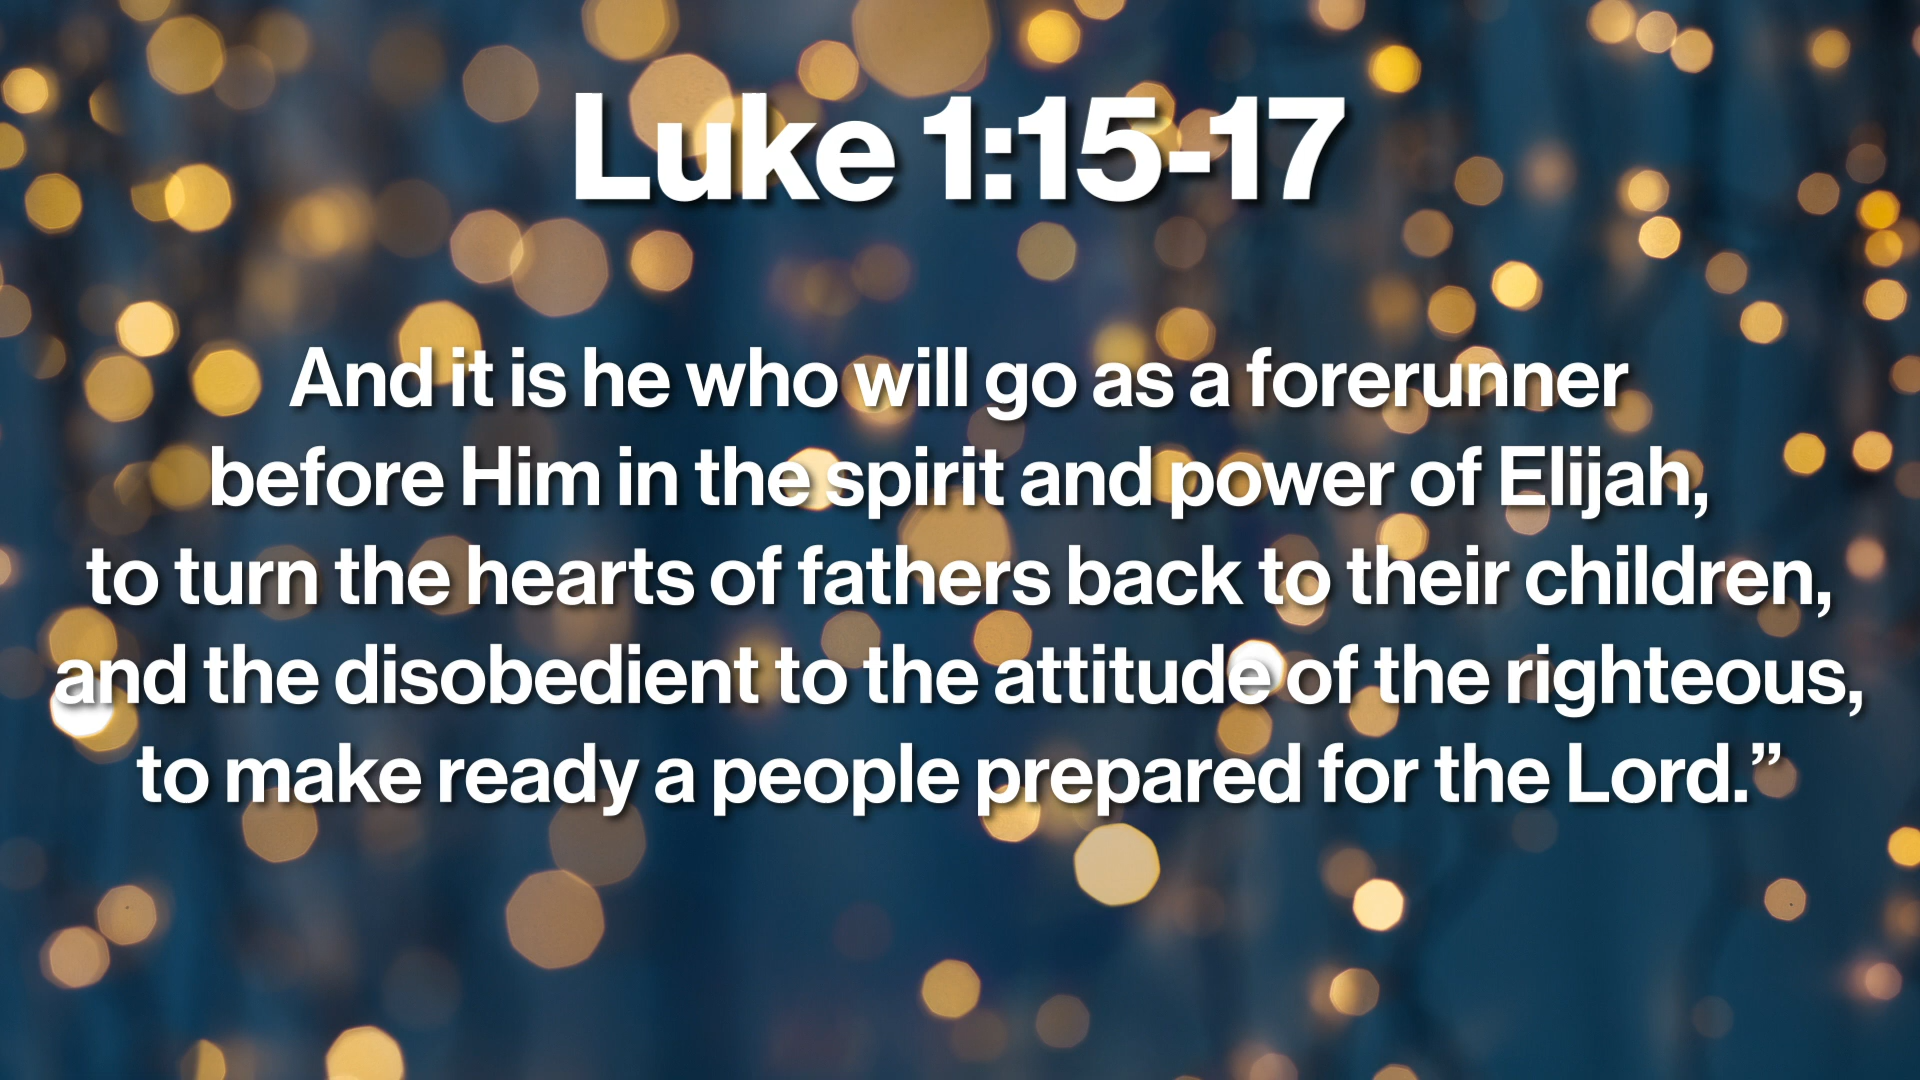 Luke 1:15-17
And it is he who will go as a forerunner
before Him in the spirit and power of Elijah,
to turn the hearts of fathers back to their children,
and the disobedient to the attitude of the righteous,
to make ready a people prepared for the Lord.”